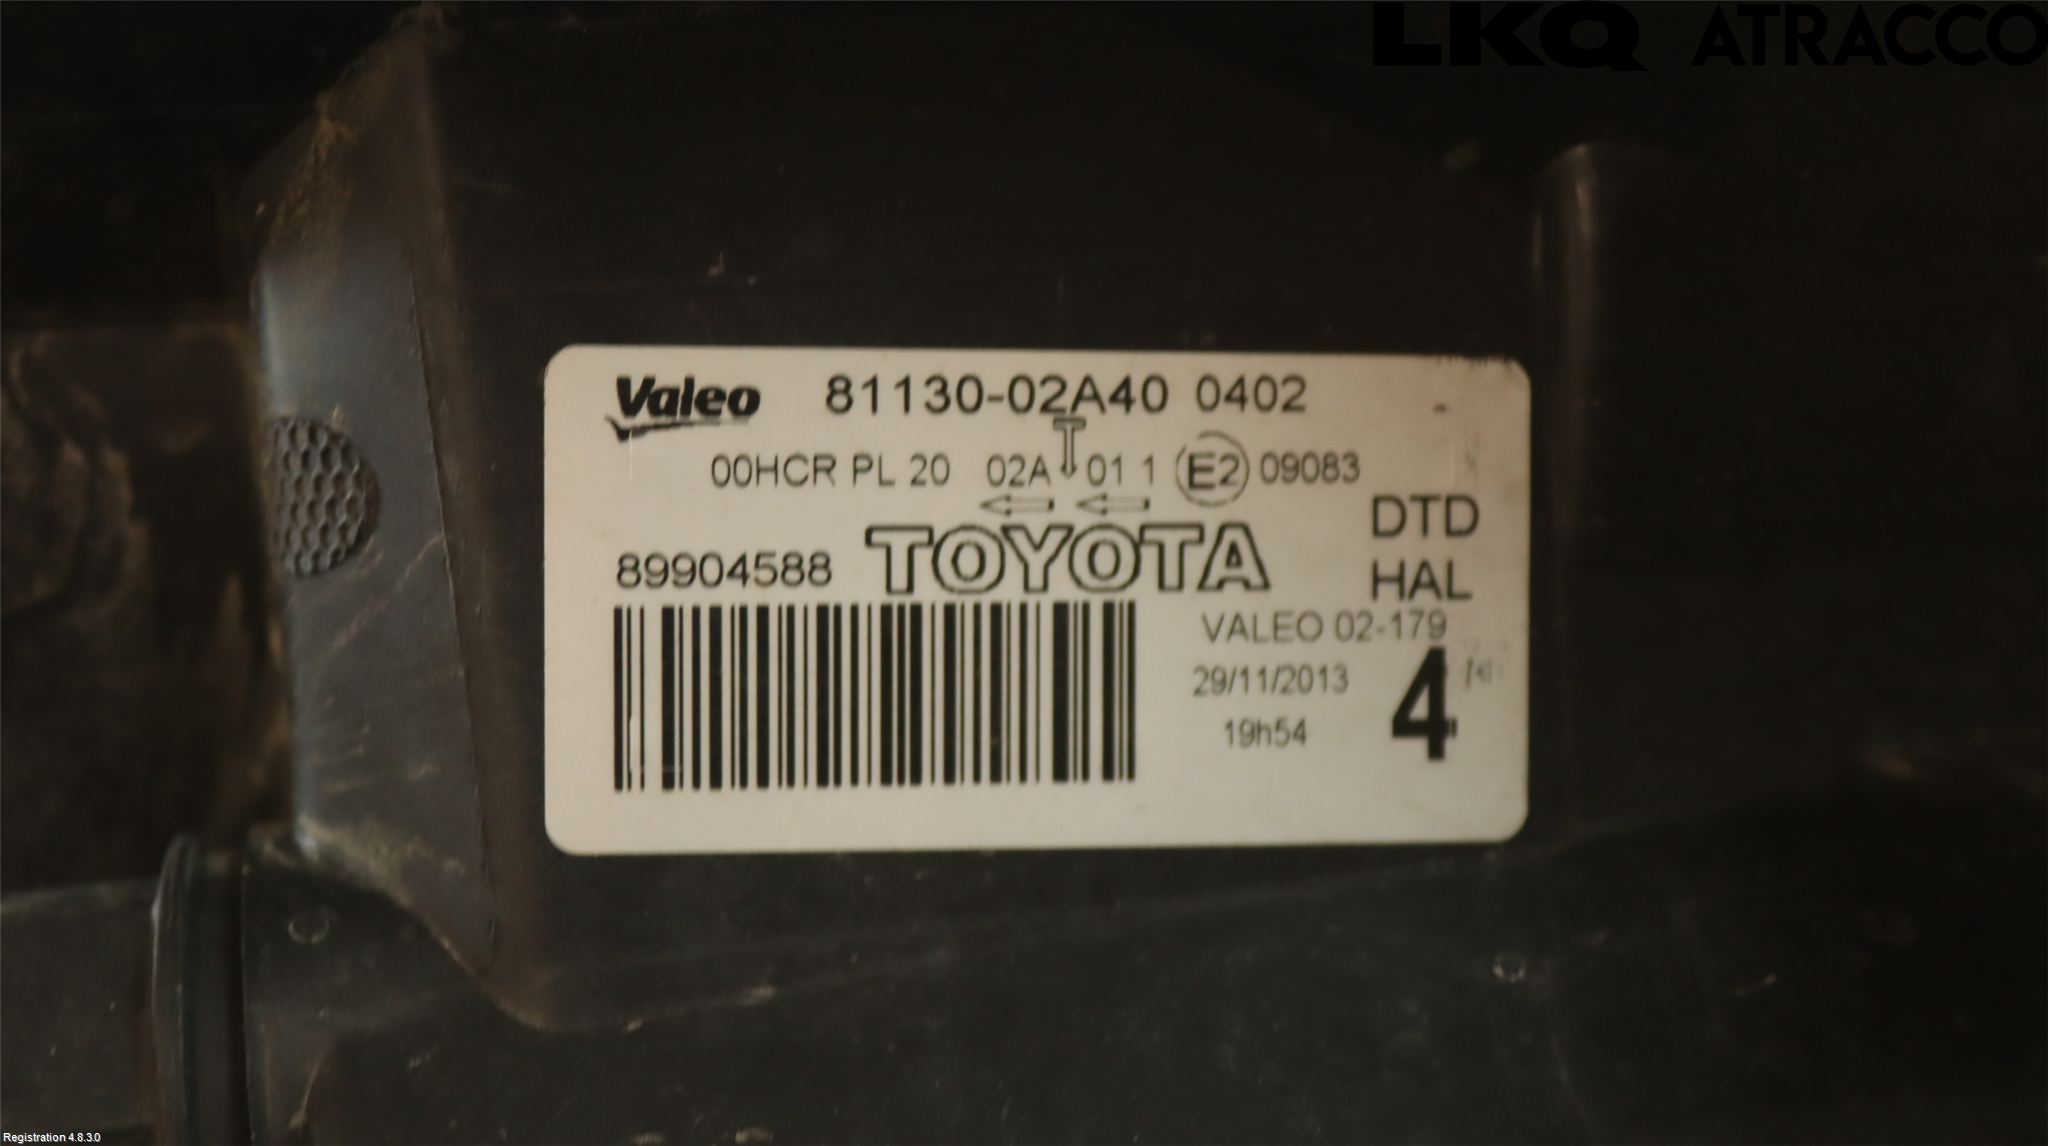 LKQ ATRACCO
Valeo 81130-02A40 0402
00HCR PL 20 02A 01 1 E2 09083
DTD
89904588 TOYOTA HAL
VALEO 02-179
29/11/2013 4
19h54
Registration 4.8.3.0